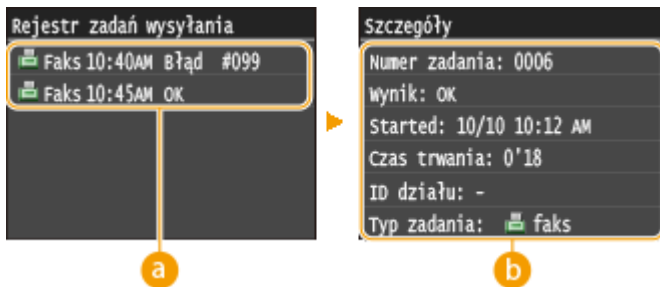 Rejestr zadań wysyłania
Faks 10:40AM Błąd #099
Faks 10:45AM OK
a
Szczegóły
Numer zadania: 0006
Wynik: OK
Started: 10/10 10:12 AM
Czas trwania: 0'18
ID działu: -
Typ zadania: faks
b